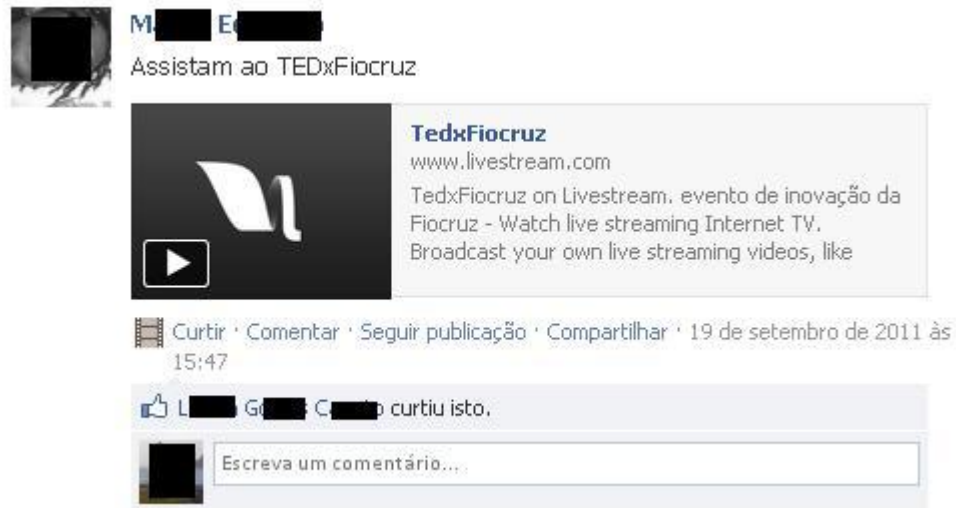 Assistam ao TEDxFiocruz
TedxFiocruz
www.livestream.com
TedxFiocruz on Livestream. evento de inovação da
Fiocruz - Watch live streaming Internet TV.
Broadcast your own live streaming videos, like
Curtir · Comentar · Seguir publicação · Compartilhar · 19 de setembro de 2011 às
15:47
curtiu isto.
Escreva um comentário...